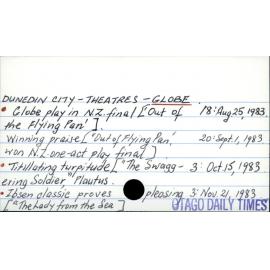 DUNEDIN CITY - THEATRES - GLOBE
• Globe play in N.Z. final ['Out of 18: Aug 25, 1983.
the Flying Pan'].
Winning praise ['Out of Flying Pan,' 20: Sept. 1, 1983
won N.Z. one-act play final]
• Titillating turpitude ["The Swagg- 3: Oct 15, 1983
ering Soldier," Plautus.
• Ibsen classic proves pleasing 3: Nov. 21, 1983
["The Lady from the Sea]
OTAGO DAILY TIMES